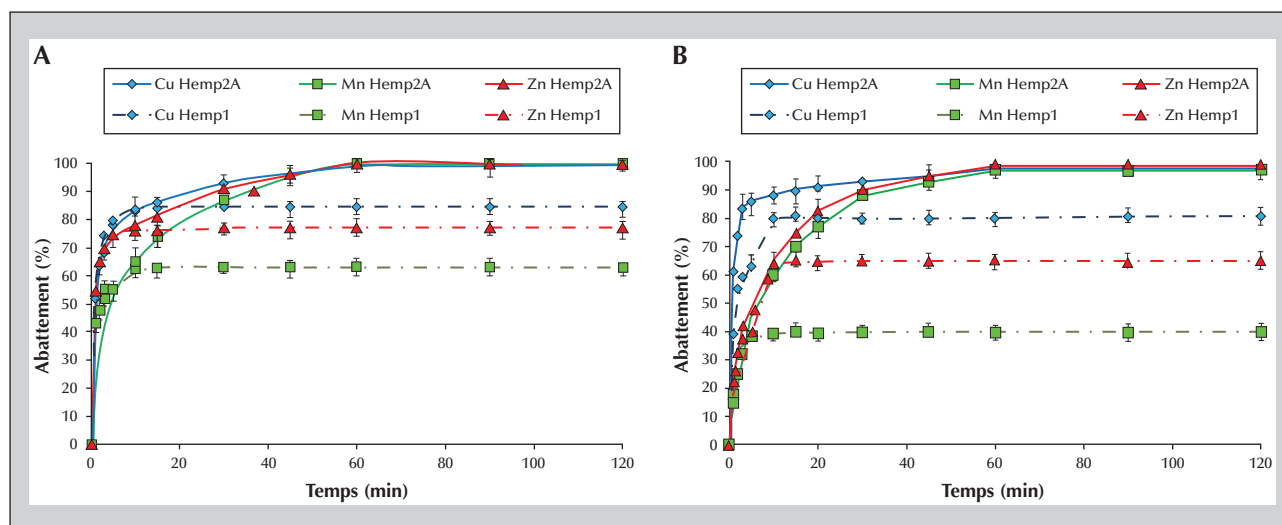 A
Cu Hemp2A Mn Hemp2A Zn Hemp2A
Cu Hemp1 Mn Hemp1 Zn Hemp1
Abattement (%)
100
90
80
70
60
50
40
30
20
10
0
0 20 40 60 80 100 120
Temps (min)
B
Cu Hemp2A Mn Hemp2A Zn Hemp2A
Cu Hemp1 Mn Hemp1 Zn Hemp1
Abattement (%)
100
90
80
70
60
50
40
30
20
10
0
0 20 40 60 80 100 120
Temps (min)